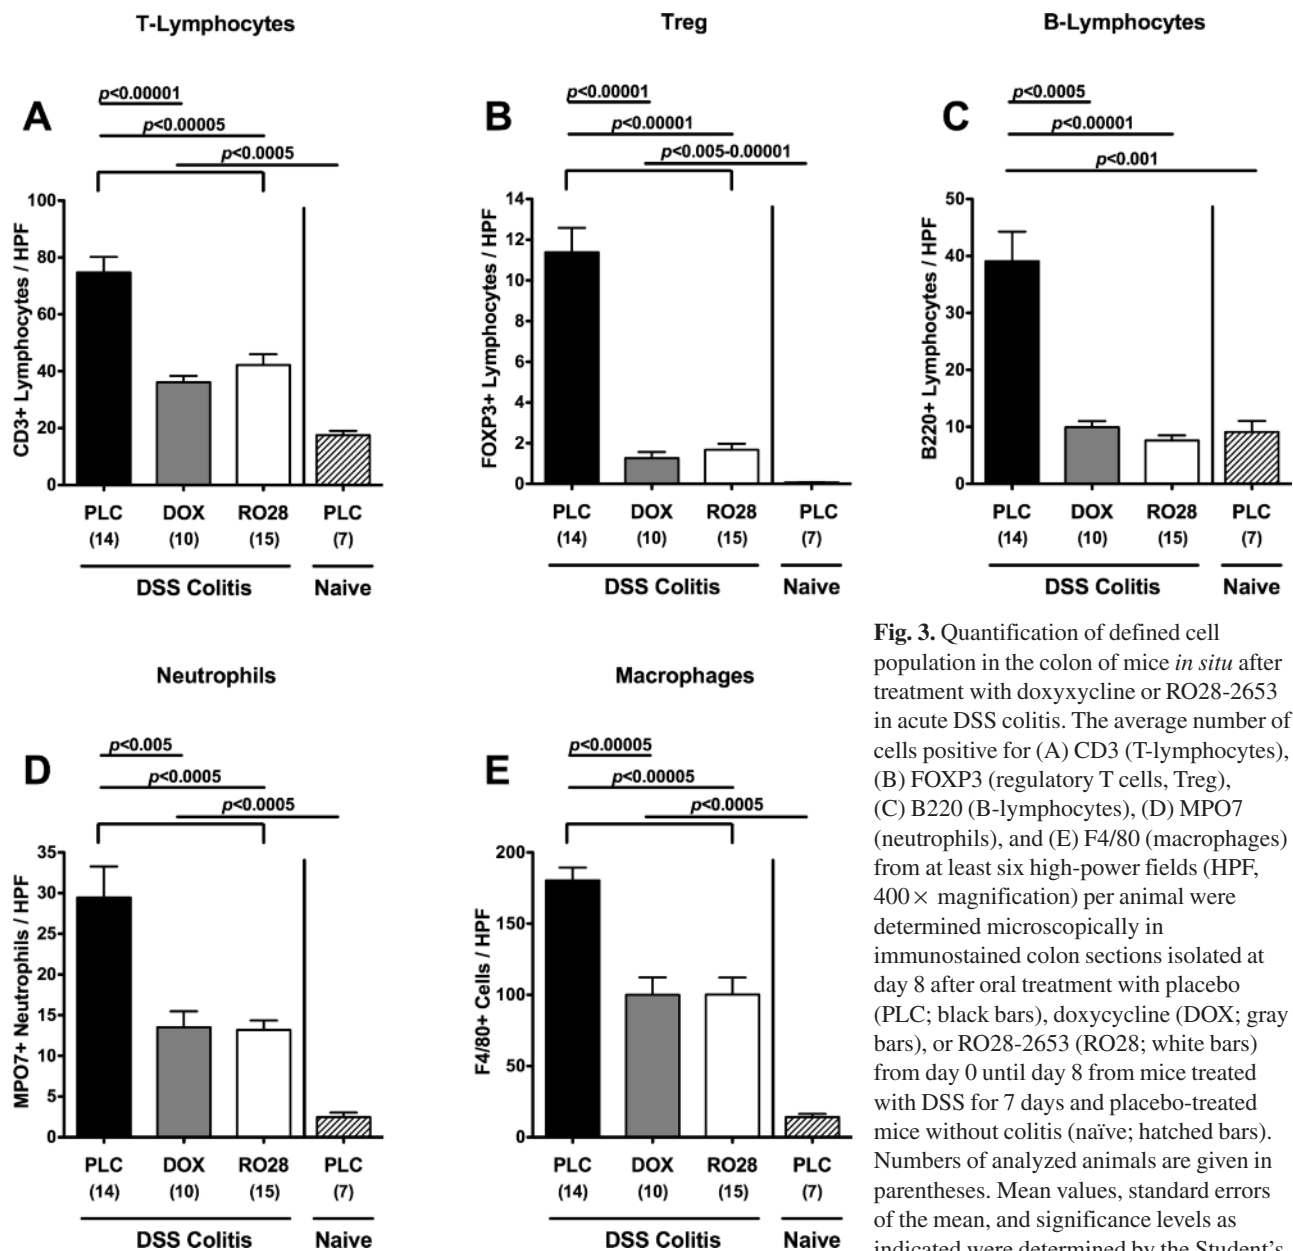 T-Lymphocytes
A
p<0.00001
p<0.00005
p<0.0005
CD3+ Lymphocytes / HPF
100
80
60
40
20
0
PLC DOX RO28 PLC
(14) (10) (15) (7)
DSS Colitis Naive
Treg
B
p<0.00001
p<0.00001
p<0.005-0.00001
FOXP3+ Lymphocytes / HPF
14
12
10
8
6
4
2
0
PLC DOX RO28 PLC
(14) (10) (15) (7)
DSS Colitis Naive
B-Lymphocytes
C
p<0.0005
p<0.00001
p<0.001
B220+ Lymphocytes / HPF
50
40
30
20
10
0
PLC DOX RO28 PLC
(14) (10) (15) (7)
DSS Colitis Naive
Neutrophils
D
p<0.005
p<0.0005
p<0.0005
MPO7+ Neutrophils / HPF
35
30
25
20
15
10
5
0
PLC DOX RO28 PLC
(14) (10) (15) (7)
DSS Colitis Naive
Macrophages
E
p<0.00005
p<0.00005
p<0.0005
F4/80+ Cells / HPF
200
150
100
50
0
PLC DOX RO28 PLC
(14) (10) (15) (7)
DSS Colitis Naive
Fig. 3. Quantification of defined cell
population in the colon of mice in situ after
treatment with doxyxycline or RO28-2653
in acute DSS colitis. The average number of
cells positive for (A) CD3 (T-lymphocytes),
(B) FOXP3 (regulatory T cells, Treg),
(C) B220 (B-lymphocytes), (D) MPO7
(neutrophils), and (E) F4/80 (macrophages)
from at least six high-power fields (HPF,
400× magnification) per animal were
determined microscopically in
immunostained colon sections isolated at
day 8 after oral treatment with placebo
(PLC; black bars), doxycycline (DOX; gray
bars), or RO28-2653 (RO28; white bars)
from day 0 until day 8 from mice treated
with DSS for 7 days and placebo-treated
mice without colitis (naïve; hatched bars).
Numbers of analyzed animals are given in
parentheses. Mean values, standard errors
of the mean, and significance levels as
indicated were determined by the Student's